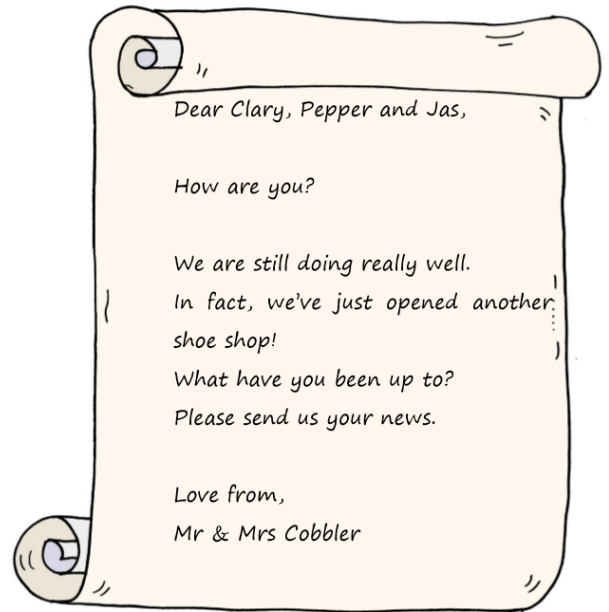 Dear Clary, Pepper and Jas,
How are you?
We are still doing really well.
In fact, we've just opened another
shoe shop!
What have you been up to?
Please send us your news.
Love from,
Mr & Mrs Cobbler